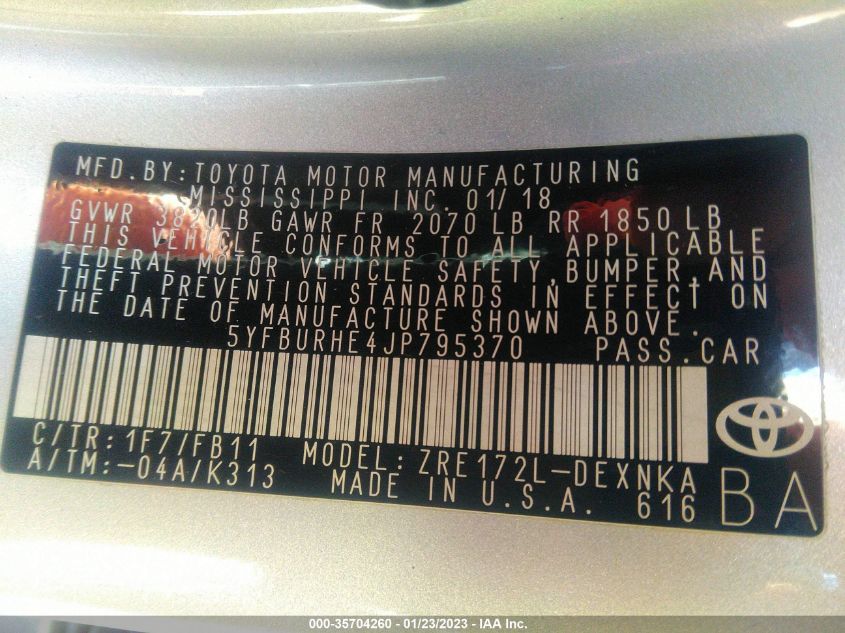 MFD.BY:TOYOTA MOTOR MANUFACTURING
MISSISSIPPI INC. 01/18
GVWR 3820LB GAWR FR 2070 LB RR 1850 LB
THIS VEHICLE CONFORMS TO ALL APPLICABLE
FEDERAL MOTOR VEHICLE SAFETY, BUMPER, AND
THEFT PREVENTION STANDARDS IN EFFECT ON
THE DATE OF MANUFACTURE SHOWN ABOVE.
5YFBURHE4JP795370 PASS.CAR
C/TR:1F7/FB11 MODEL:ZRE172L-DEXNKA
A/TM:-04A/K313 MADE IN U.S.A. 616
BA
000-35704260 - 01/23/2023 - IAA Inc.